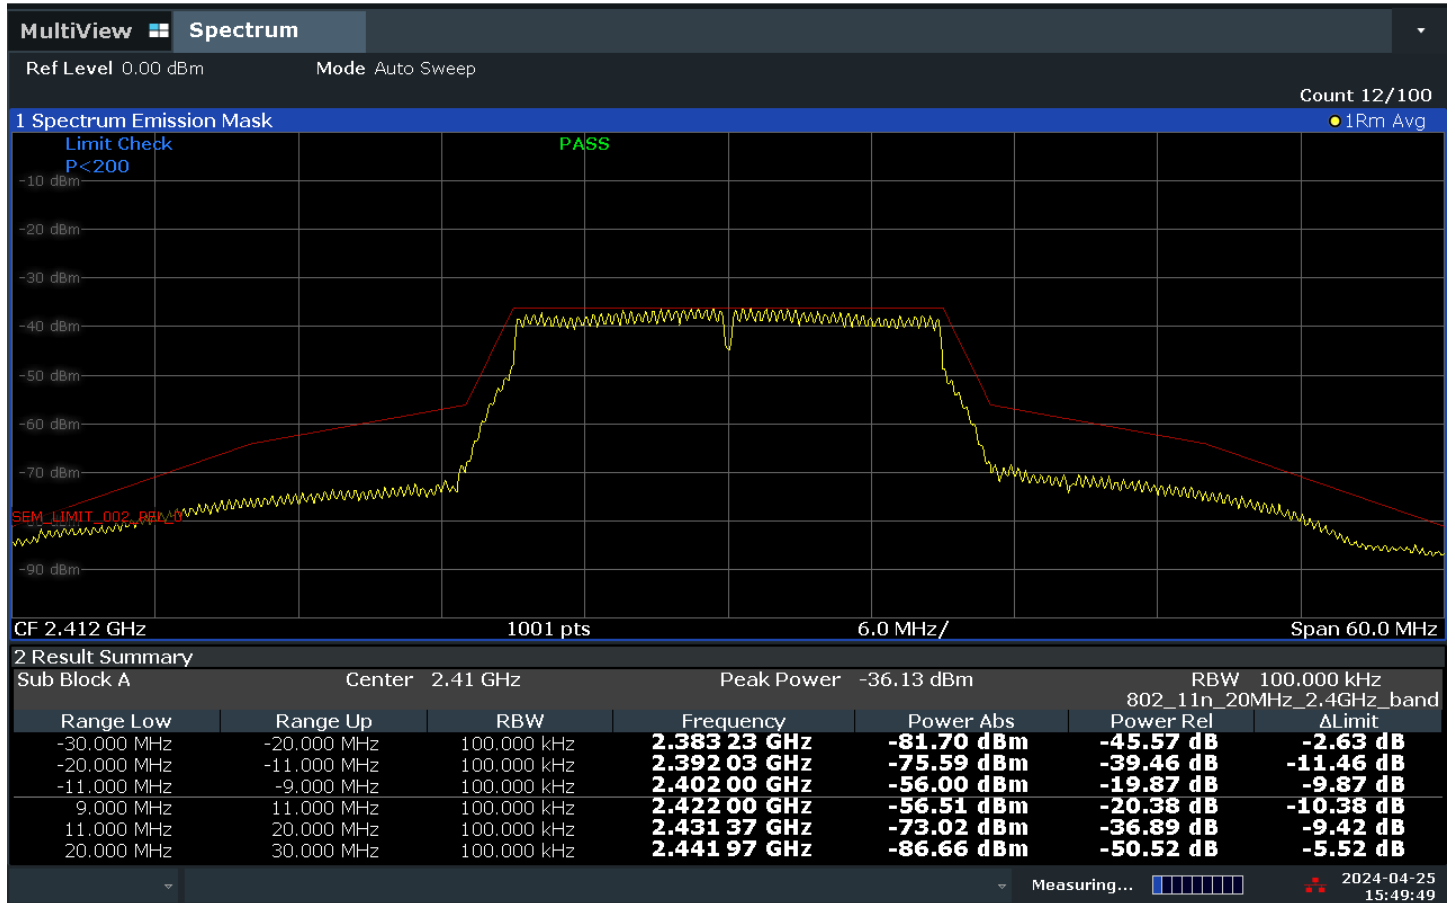 MultiView Spectrum
Ref Level 0.00 dBm Mode Auto Sweep
Count 12/100
1 Spectrum Emission Mask 1Rm Avg
Limit Check PASS
P<200
-10 dBm
-20 dBm
-30 dBm
-40 dBm
-50 dBm
-60 dBm
-70 dBm
-90 dBm
CF 2.412 GHz 1001 pts 6.0 MHz/ Span 60.0 MHz
2 Result Summary
Sub Block A Center 2.41 GHz Peak Power -36.13 dBm RBW 100.000 kHz
802_11n_20MHz_2.4GHz_band
Range Low Range Up RBW Frequency Power Abs Power Rel ΔLimit
-30.000 MHz -20.000 MHz 100.000 kHz 2.383 23 GHz -81.70 dBm -45.57 dB -2.63 dB
-20.000 MHz -11.000 MHz 100.000 kHz 2.392 03 GHz -75.59 dBm -39.46 dB -11.46 dB
-11.000 MHz -9.000 MHz 100.000 kHz 2.402 00 GHz -56.00 dBm -19.87 dB -9.87 dB
9.000 MHz 11.000 MHz 100.000 kHz 2.422 00 GHz -56.51 dBm -20.38 dB -10.38 dB
11.000 MHz 20.000 MHz 100.000 kHz 2.431 37 GHz -73.02 dBm -36.89 dB -9.42 dB
20.000 MHz 30.000 MHz 100.000 kHz 2.441 97 GHz -86.66 dBm -50.52 dB -5.52 dB
Measuring... 2024-04-25
15:49:49